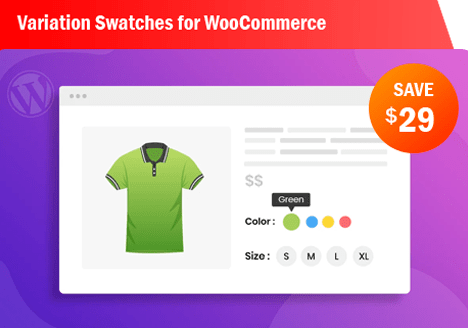 Variation Swatches for WooCommerce
SAVE
$29
$$
Green
Color :
Size : S M L XL